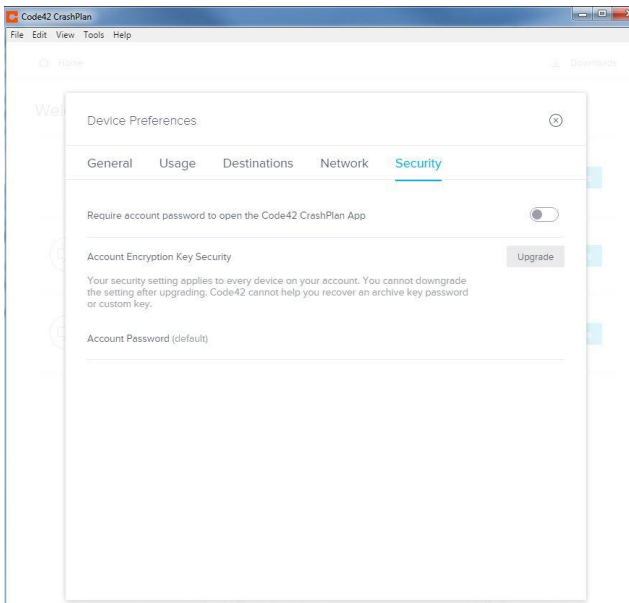 Code42 CrashPlan
File Edit View Tools Help
Home Downloads
Wel
Device Preferences
General Usage Destinations Network Security
Require account password to open the Code42 CrashPlan App
Account Encryption Key Security Upgrade
Your security setting applies to every device on your account. You cannot downgrade
the setting after upgrading. Code42 cannot help you recover an archive key password
or custom key.
Account Password (default)